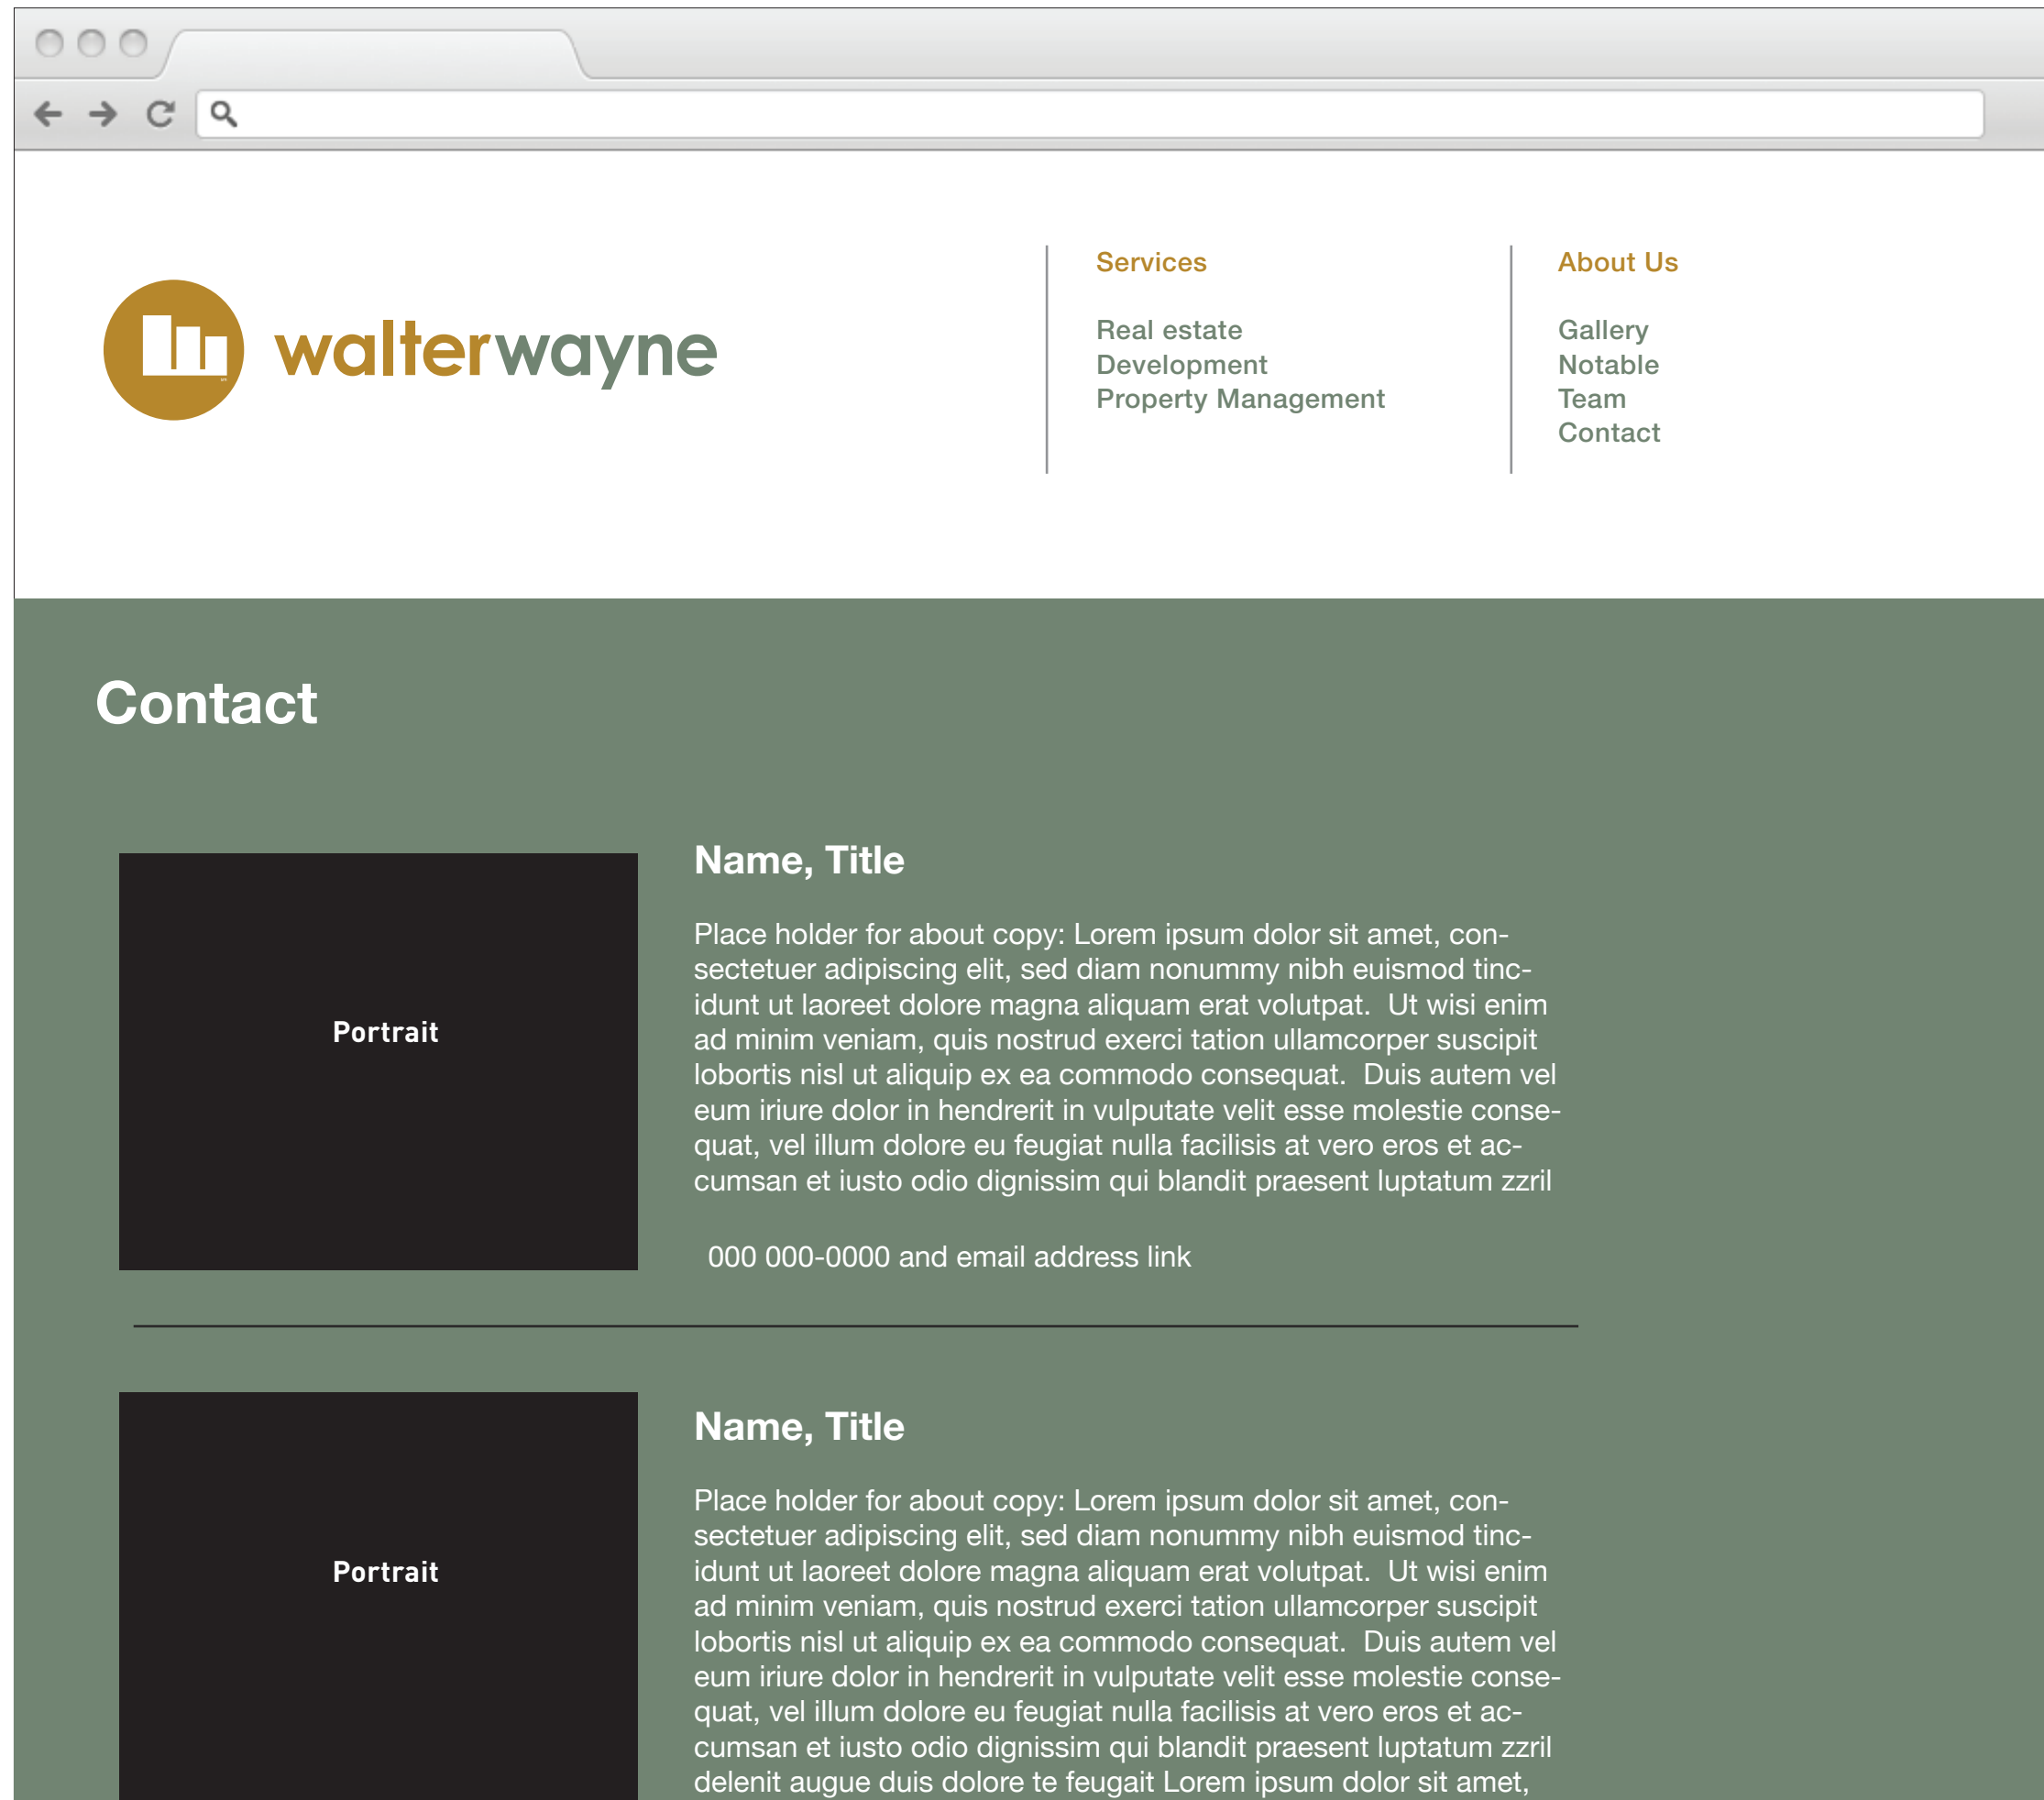 walterwayne
Services
Real estate
Development
Property Management
About Us
Gallery
Notable
Team
Contact
Contact
Portrait
Name, Title
Place holder for about copy: Lorem ipsum dolor sit amet, con-
sectetuer adipiscing elit, sed diam nonummy nibh euismod tinc-
idunt ut laoreet dolore magna aliquam erat volutpat.  Ut wisi enim
ad minim veniam, quis nostrud exerci tation ullamcorper suscipit
lobortis nisl ut aliquip ex ea commodo consequat.  Duis autem vel
eum iriure dolor in hendrerit in vulputate velit esse molestie conse-
quat, vel illum dolore eu feugiat nulla facilisis at vero eros et ac-
cumsan et iusto odio dignissim qui blandit praesent luptatum zzril
000 000-0000 and email address link
Portrait
Name, Title
Place holder for about copy: Lorem ipsum dolor sit amet, con-
sectetuer adipiscing elit, sed diam nonummy nibh euismod tinc-
idunt ut laoreet dolore magna aliquam erat volutpat.  Ut wisi enim
ad minim veniam, quis nostrud exerci tation ullamcorper suscipit
lobortis nisl ut aliquip ex ea commodo consequat.  Duis autem vel
eum iriure dolor in hendrerit in vulputate velit esse molestie conse-
quat, vel illum dolore eu feugiat nulla facilisis at vero eros et ac-
cumsan et iusto odio dignissim qui blandit praesent luptatum zzril
delenit augue duis dolore te feugait Lorem ipsum dolor sit amet,